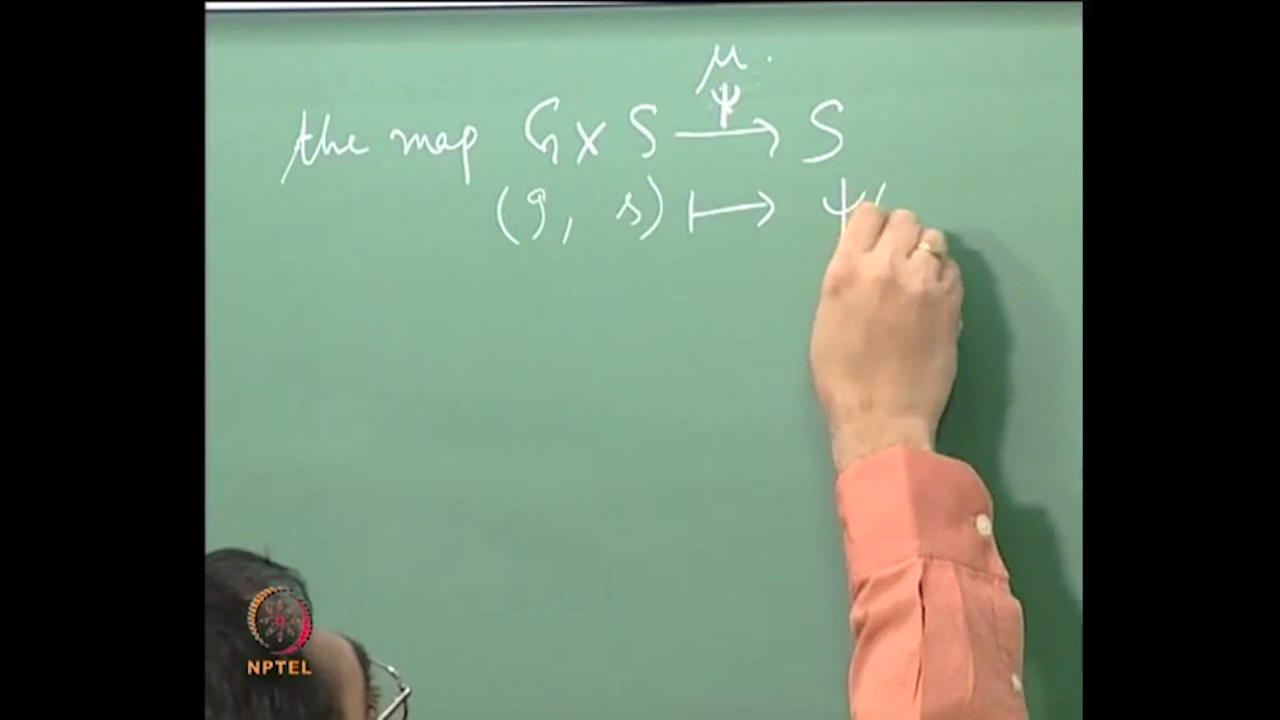 μ.
the map G x S ⟶ S
ψ
(g, s) ⟼ ψ(
NPTEL